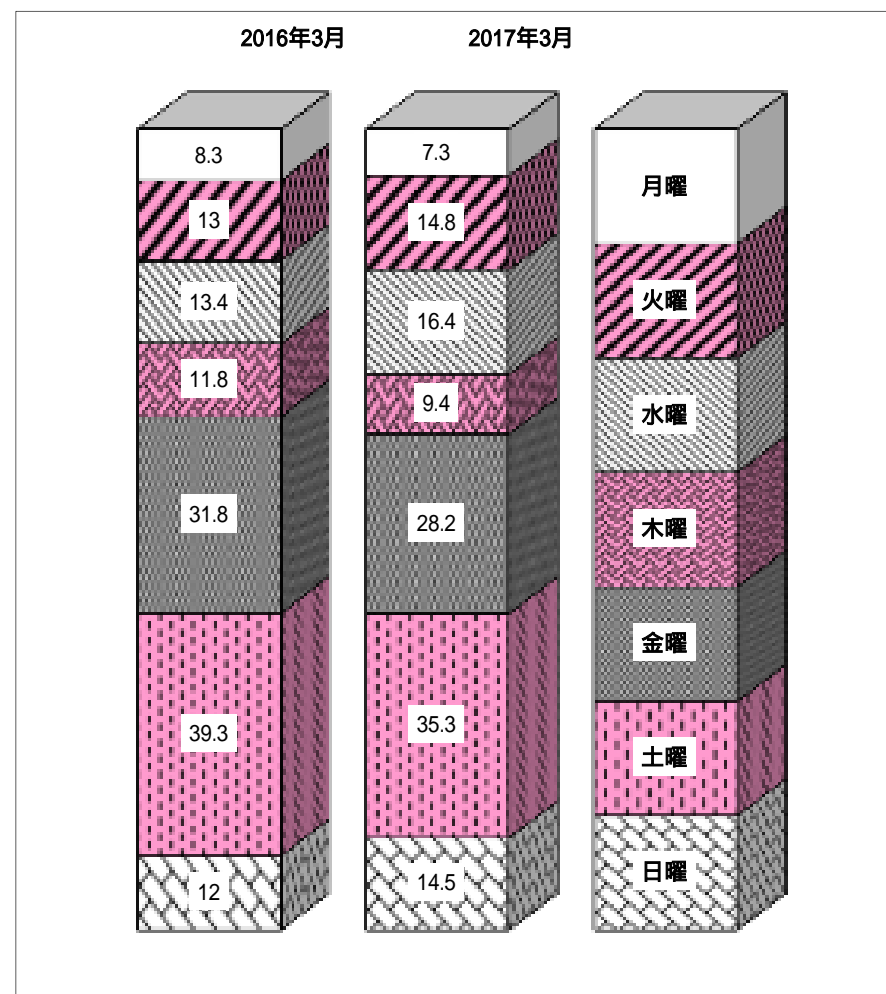 2016年3月 2017年3月
8.3 7.3 月曜
13 14.8 火曜
13.4 16.4 水曜
11.8 9.4 木曜
31.8 28.2 金曜
39.3 35.3 土曜
12 14.5 日曜